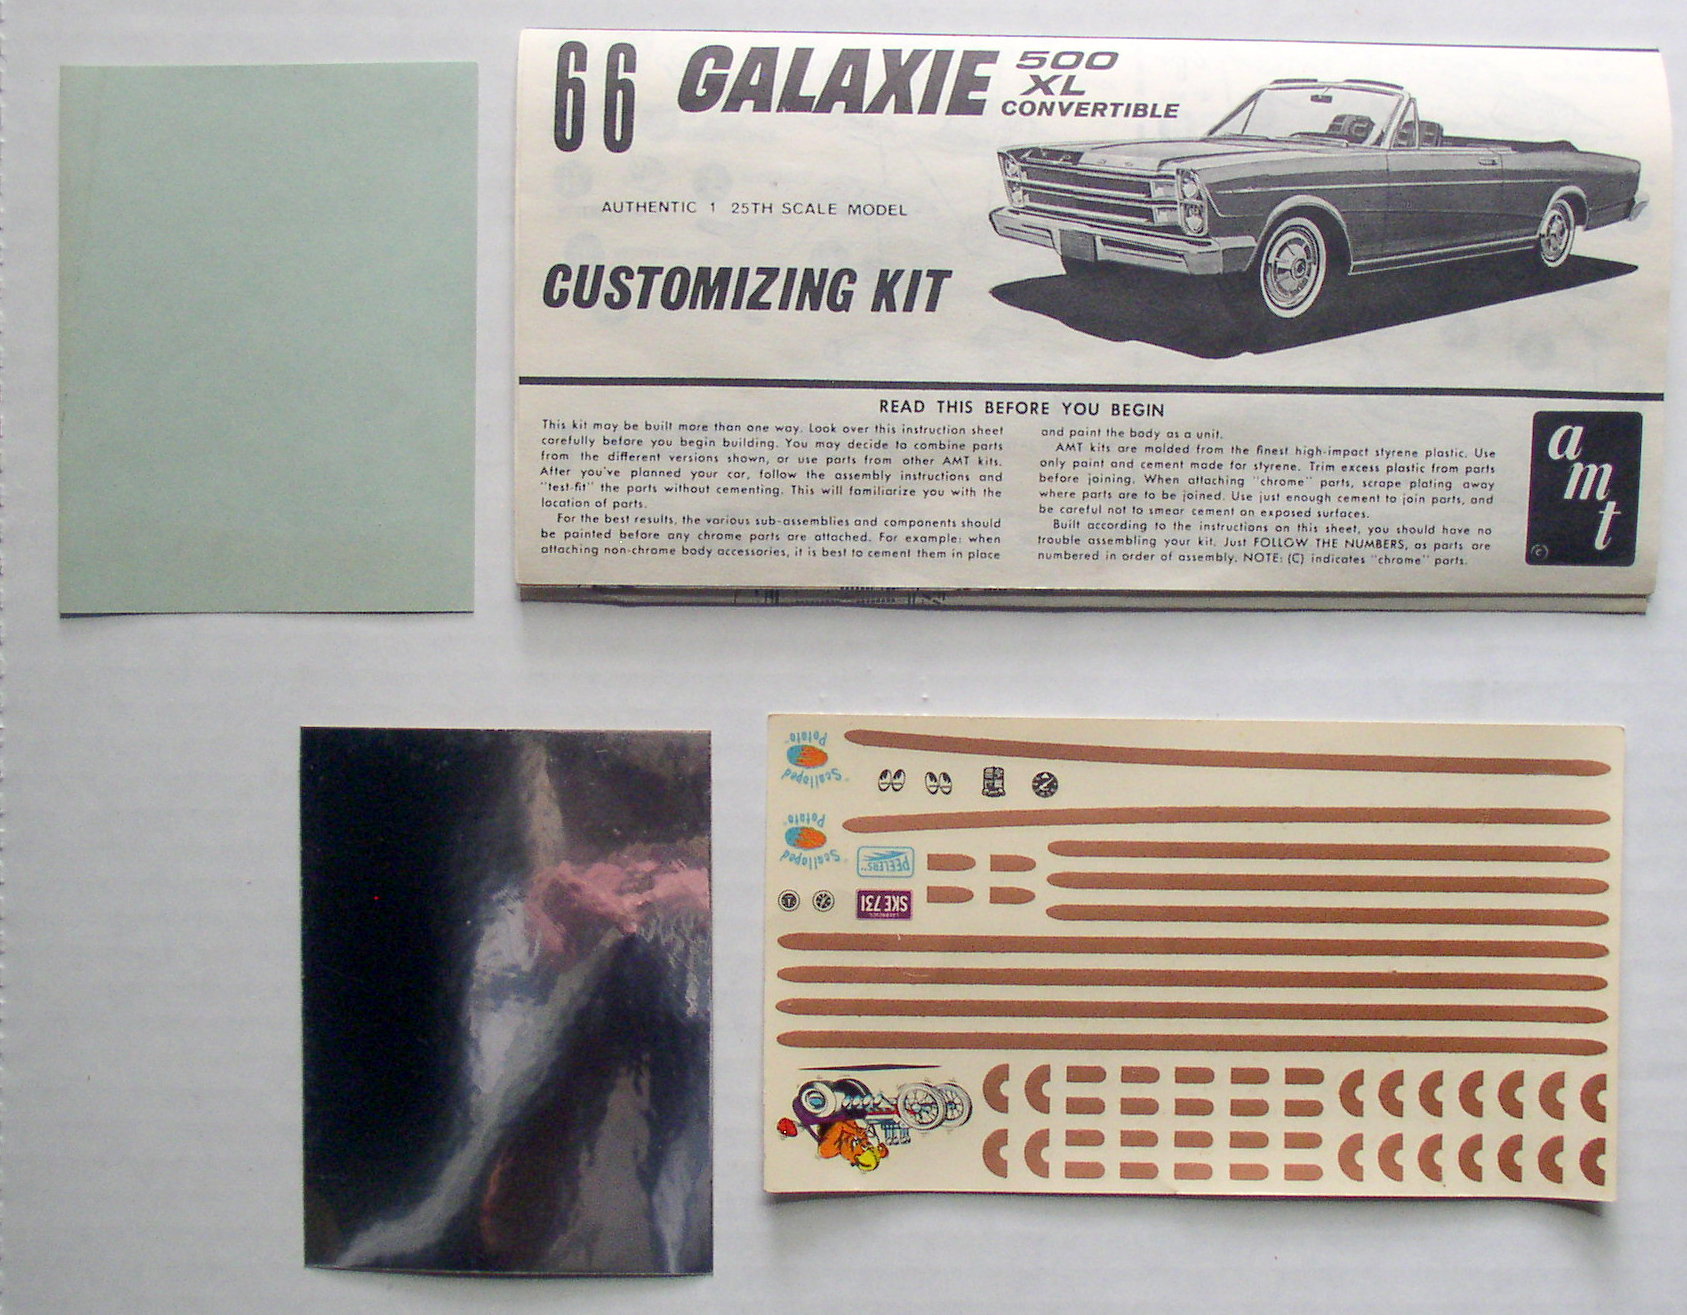 66 GALAXIE 500
XL
CONVERTIBLE
AUTHENTIC 1 25TH SCALE MODEL
CUSTOMIZING KIT
READ THIS BEFORE YOU BEGIN
This kit may be built more than one way. Look over this instruction sheet
carefully before you begin building. You may decide to combine parts
from the different versions shown, or use parts from other AMT kits.
After you've planned your car, follow the assembly instructions and
"test-fit" the parts without cementing. This will familiarize you with the
location of parts.
For the best results, the various sub-assemblies and components should
be painted before any chrome parts are attached. For example: when
attaching non-chrome body accessories, it is best to cement them in place
and paint the body as a unit.
AMT kits are molded from the finest high-impact styrene plastic. Use
only paint and cement made for styrene. Trim excess plastic from parts
before joining. When attaching "chrome" parts, scrape plating away
where parts are to be joined. Use just enough cement to join parts, and
be careful not to smear cement on exposed surfaces.
Built according to the instructions on this sheet, you should have no
trouble assembling your kit. Just FOLLOW THE NUMBERS, as parts are
numbered in order of assembly. NOTE: (C) indicates "chrome" parts.
amt
©
Scalloped
Potato™
Scalloped
Potato™
PEELERS™
SKE 731